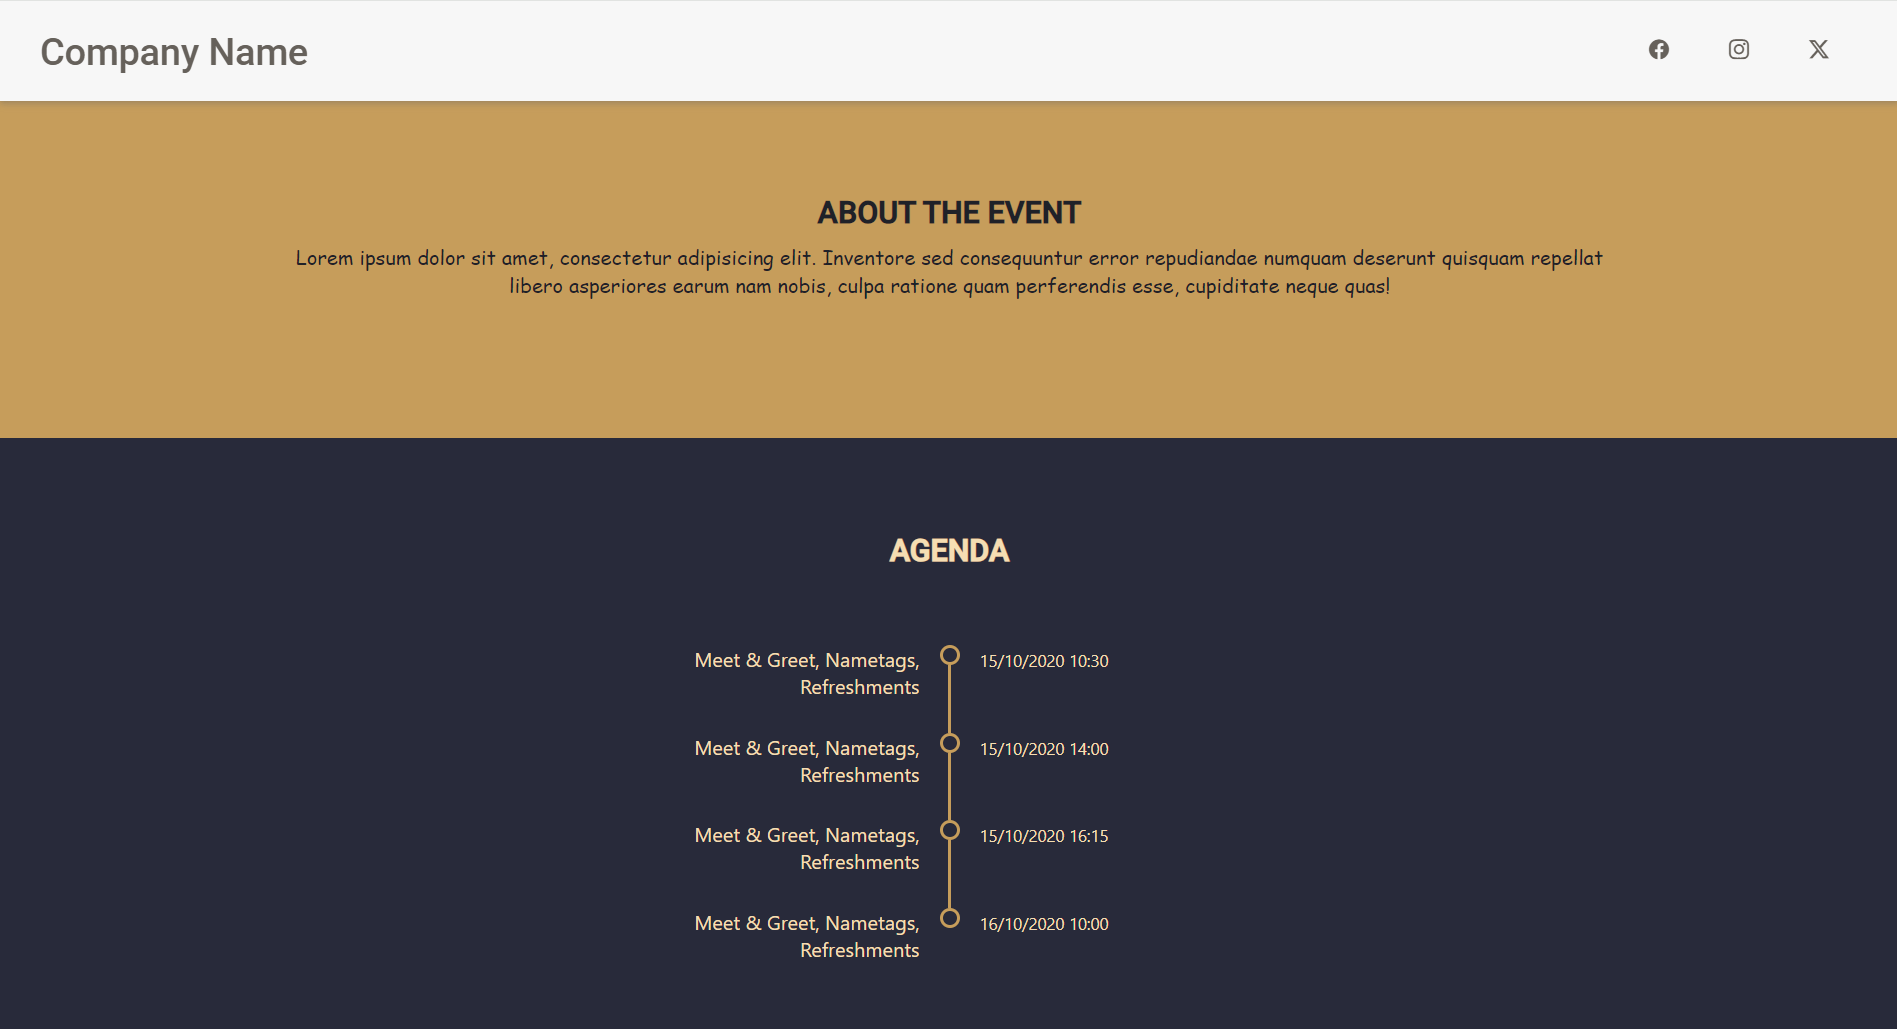 Company Name
ABOUT THE EVENT
Lorem ipsum dolor sit amet, consectetur adipisicing elit. Inventore sed consequuntur error repudiandae numquam deserunt quisquam repellat
libero asperiores earum nam nobis, culpa ratione quam perferendis esse, cupiditate neque quas!
AGENDA
Meet & Greet, Nametags,
Refreshments
15/10/2020 10:30
Meet & Greet, Nametags,
Refreshments
15/10/2020 14:00
Meet & Greet, Nametags,
Refreshments
15/10/2020 16:15
Meet & Greet, Nametags,
Refreshments
16/10/2020 10:00